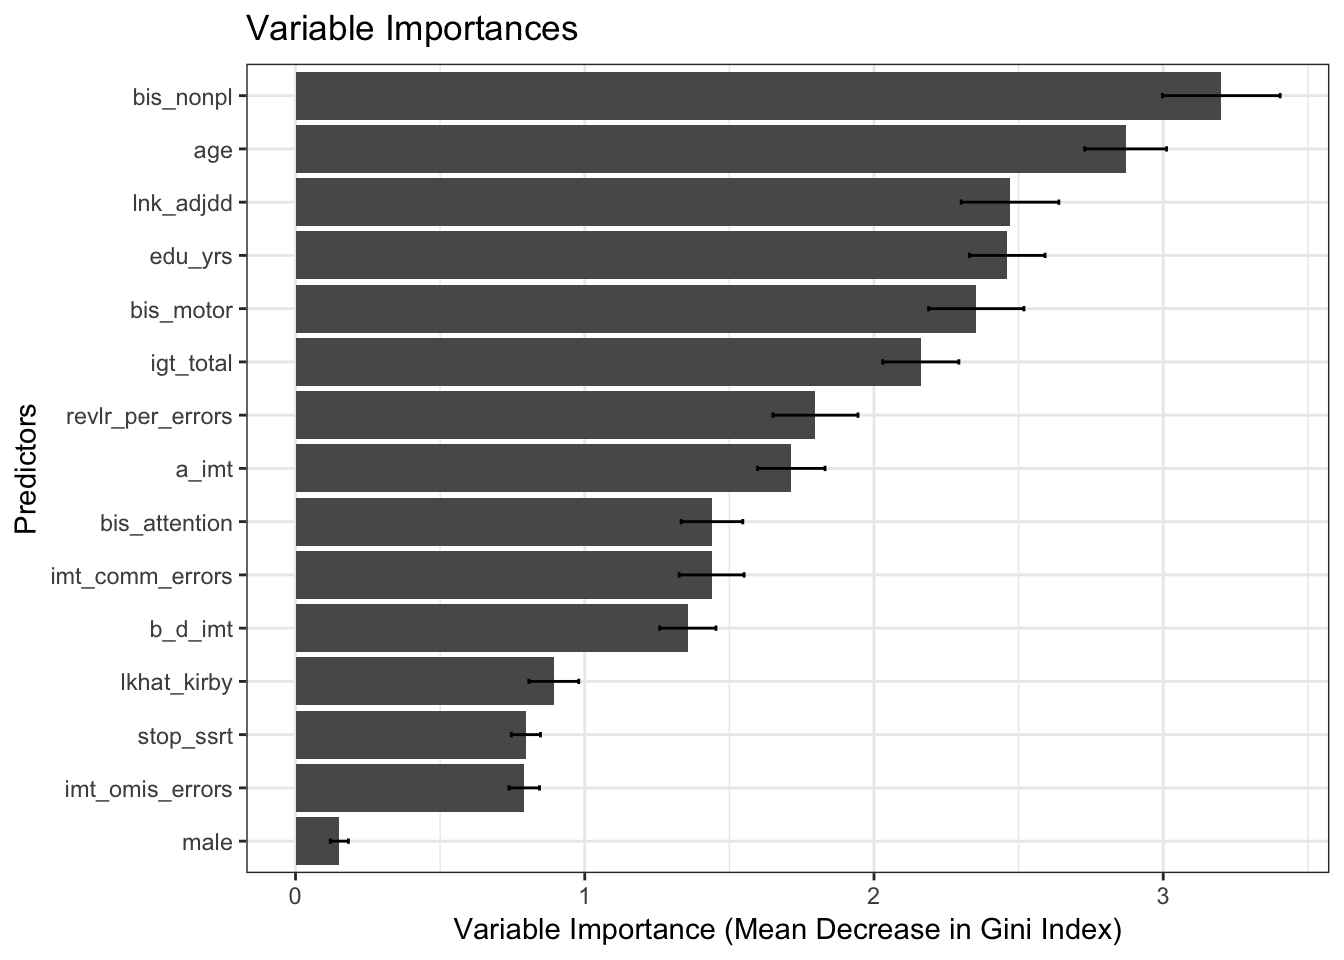 Variable Importances
Predictors
bis_nonpl
age
lnk_adjdd
edu_yrs
bis_motor
igt_total
revlr_per_errors
a_imt
bis_attention
imt_comm_errors
b_d_imt
lkhat_kirby
stop_ssrt
imt_omis_errors
male
0 1 2 3
Variable Importance (Mean Decrease in Gini Index)